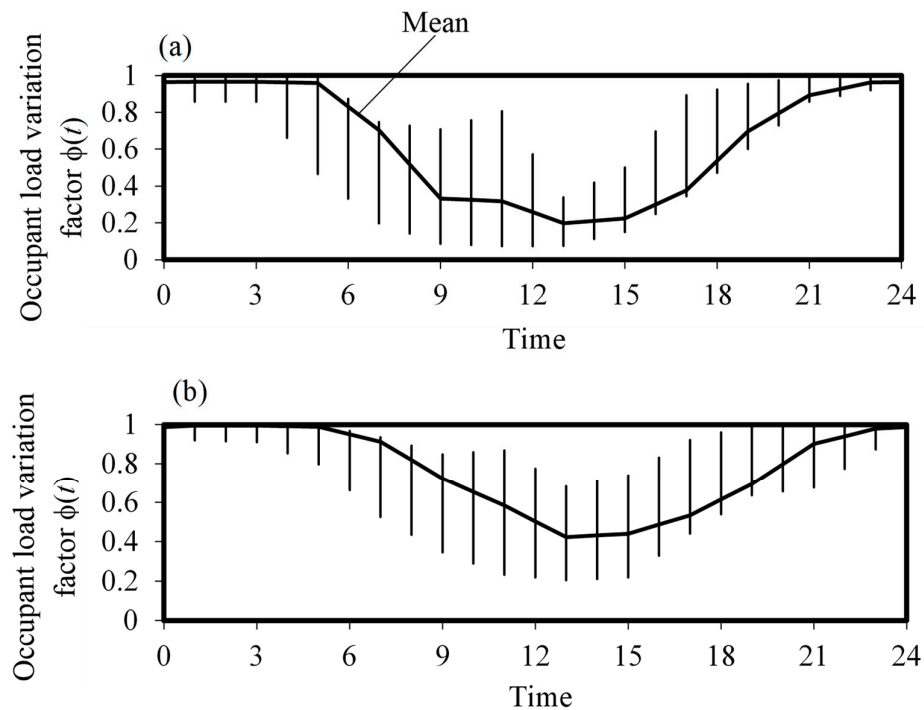 Mean
(a)
Occupant load variation
factor ϕ(t)
1
0.8
0.6
0.4
0.2
0
0 3 6 9 12 15 18 21 24
Time
(b)
Occupant load variation
factor ϕ(t)
1
0.8
0.6
0.4
0.2
0
0 3 6 9 12 15 18 21 24
Time